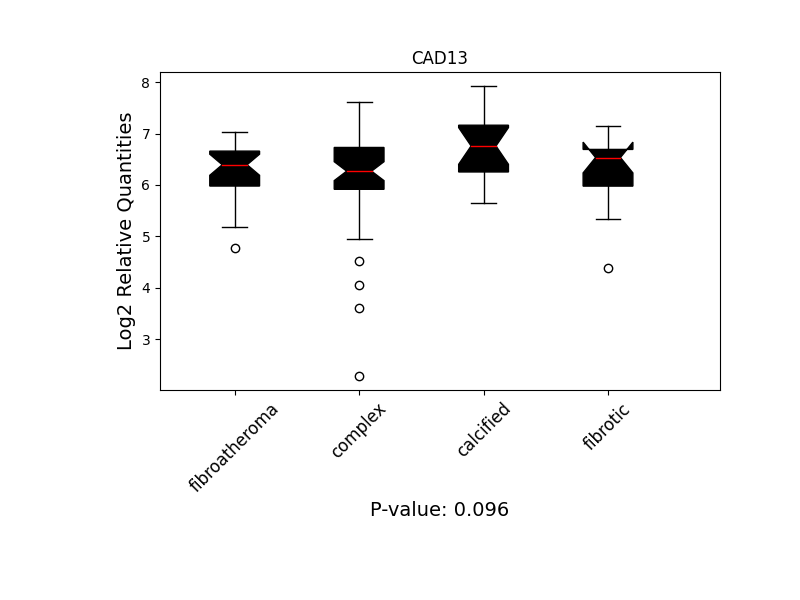 CAD13
Log2 Relative Quantities
8
7
6
5
4
3
fibroatheroma
complex
calcified
fibrotic
P-value: 0.096